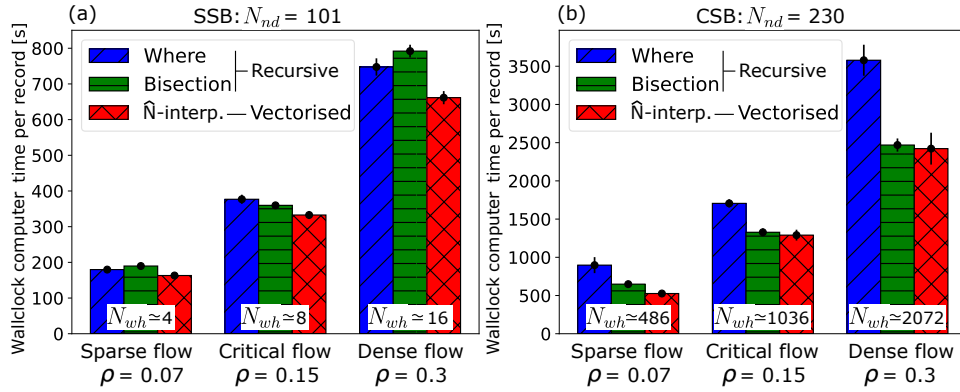 (a) SSB: N_nd = 101
Wallclock computer time per record [s]
800
700
600
500
400
300
200
100
0
Where
Bisection
Recursive
N̂-interp.
Vectorised
N_wh≃4
N_wh≃8
N_wh≃16
Sparse flow
ρ = 0.07
Critical flow
ρ = 0.15
Dense flow
ρ = 0.3
(b) CSB: N_nd = 230
Wallclock computer time per record [s]
3500
3000
2500
2000
1500
1000
500
0
Where
Bisection
Recursive
N̂-interp.
Vectorised
N_wh≃486
N_wh≃1036
N_wh≃2072
Sparse flow
ρ = 0.07
Critical flow
ρ = 0.15
Dense flow
ρ = 0.3